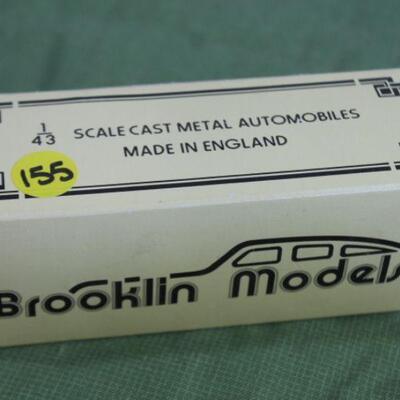 1/43 SCALE CAST METAL AUTOMOBILES
MADE IN ENGLAND
155
Brooklin Models